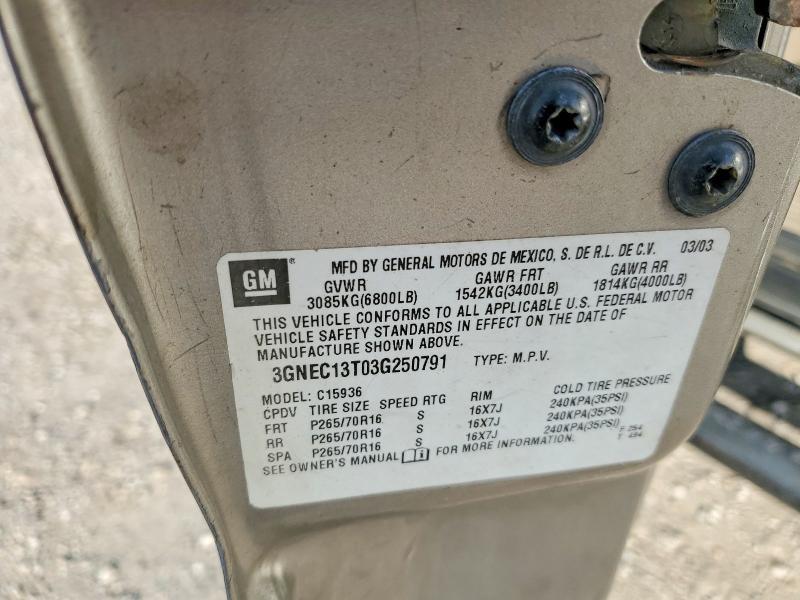 GM® MFD BY GENERAL MOTORS DE MEXICO, S. DE R.L. DE C.V. 03/03
GVWR GAWR FRT GAWR RR
3085KG(6800LB) 1542KG(3400LB) 1814KG(4000LB)
THIS VEHICLE CONFORMS TO ALL APPLICABLE U.S. FEDERAL MOTOR
VEHICLE SAFETY STANDARDS IN EFFECT ON THE DATE OF
MANUFACTURE SHOWN ABOVE.
3GNEC13T03G250791 TYPE: M.P.V.
MODEL: C15936
CPDV TIRE SIZE SPEED RTG RIM COLD TIRE PRESSURE
FRT P265/70R16 S 16X7J 240KPA(35PSI)
RR P265/70R16 S 16X7J 240KPA(35PSI)
SPA P265/70R16 S 16X7J 240KPA(35PSI)
SEE OWNER'S MANUAL FOR MORE INFORMATION.
F 254
T 494